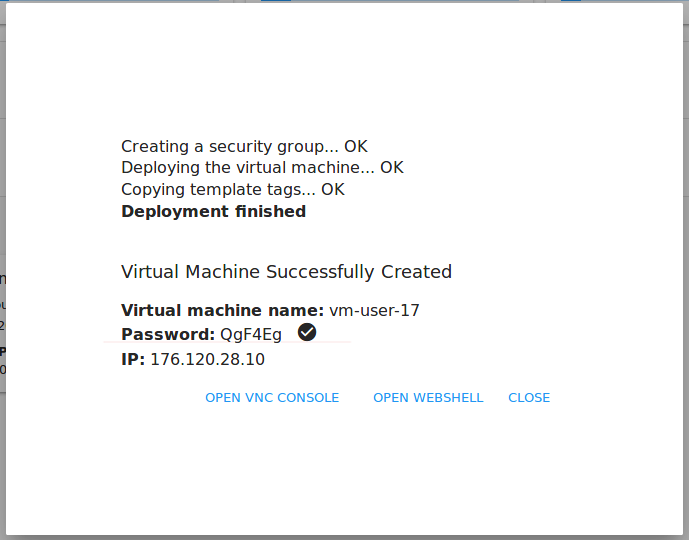 Creating a security group... OK
Deploying the virtual machine... OK
Copying template tags... OK
Deployment finished
Virtual Machine Successfully Created
Virtual machine name: vm-user-17
Password: QgF4Eg
IP: 176.120.28.10
OPEN VNC CONSOLE OPEN WEBSHELL CLOSE